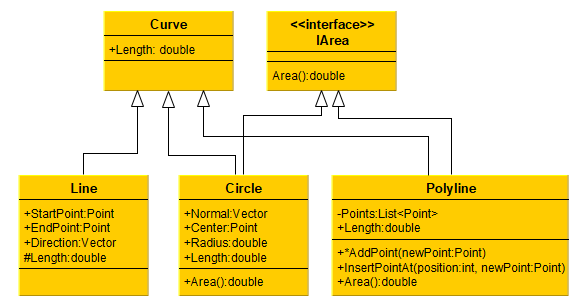 Curve
+Length: double
<<interface>>
IArea
Area():double
Line
+StartPoint:Point
+EndPoint:Point
+Direction:Vector
#Length:double
Circle
+Normal:Vector
+Center:Point
+Radius:double
+Length:double
+Area():double
Polyline
-Points:List<Point>
+Length:double
+*AddPoint(newPoint:Point)
+InsertPointAt(position:int, newPoint:Point)
+Area():double